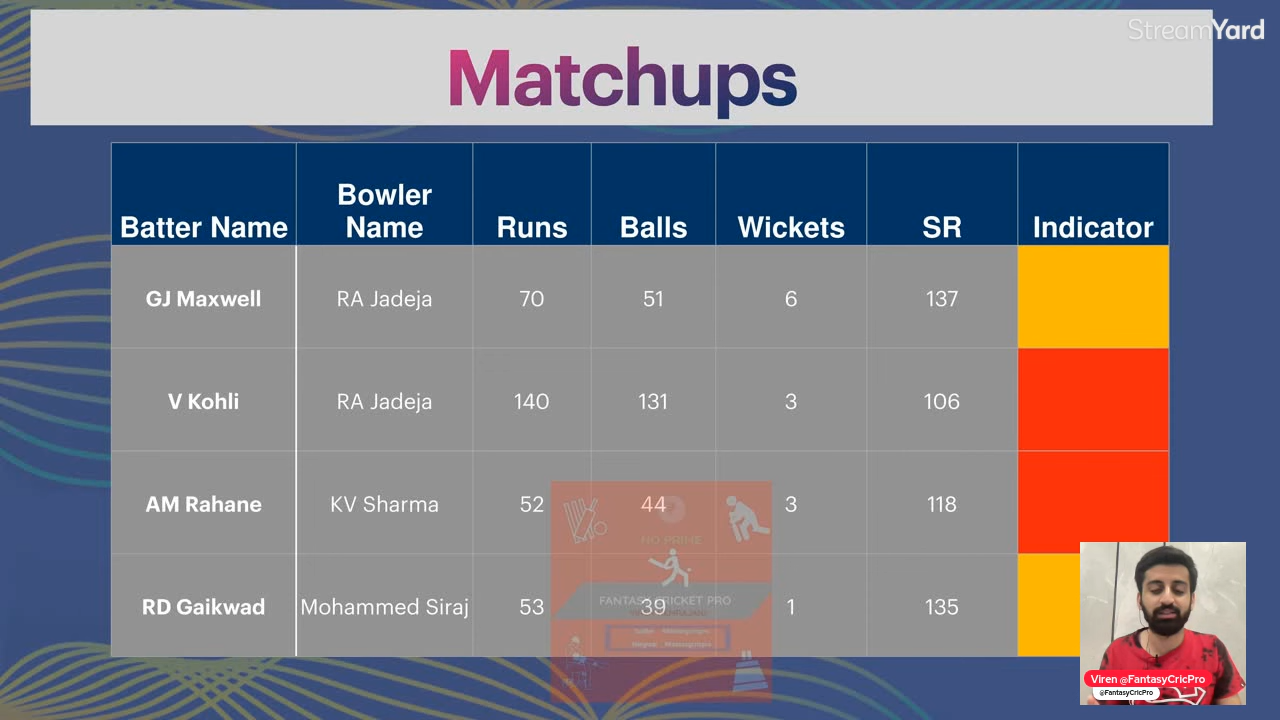 StreamYard
Matchups
Batter Name Bowler Name Runs Balls Wickets SR Indicator
GJ Maxwell RA Jadeja 70 51 6 137
V Kohli RA Jadeja 140 131 3 106
AM Rahane KV Sharma 52 44 3 118
NO PRIME
FANTASY CRICKET PRO
RD Gaikwad Mohammed Siraj 53 39 1 135
Viren @FantasyCricPro
@FantasyCricPro